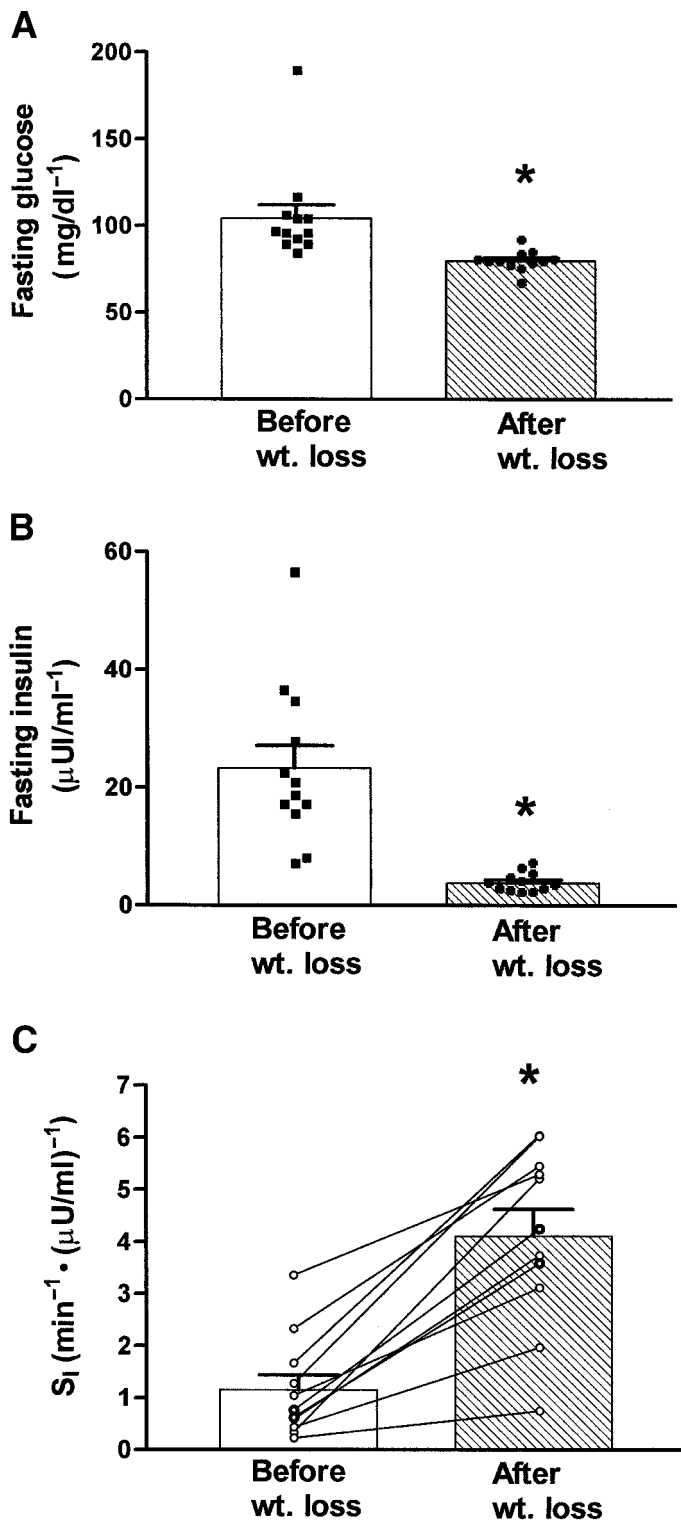 A
Fasting glucose
(mg/dl⁻¹)
200
150
100
50
0
*
Before
wt. loss
After
wt. loss
B
Fasting insulin
(μUI/ml⁻¹)
60
40
20
0
*
Before
wt. loss
After
wt. loss
C
S_I (min⁻¹ • (μU/ml)⁻¹)
7
6
5
4
3
2
1
0
*
Before
wt. loss
After
wt. loss